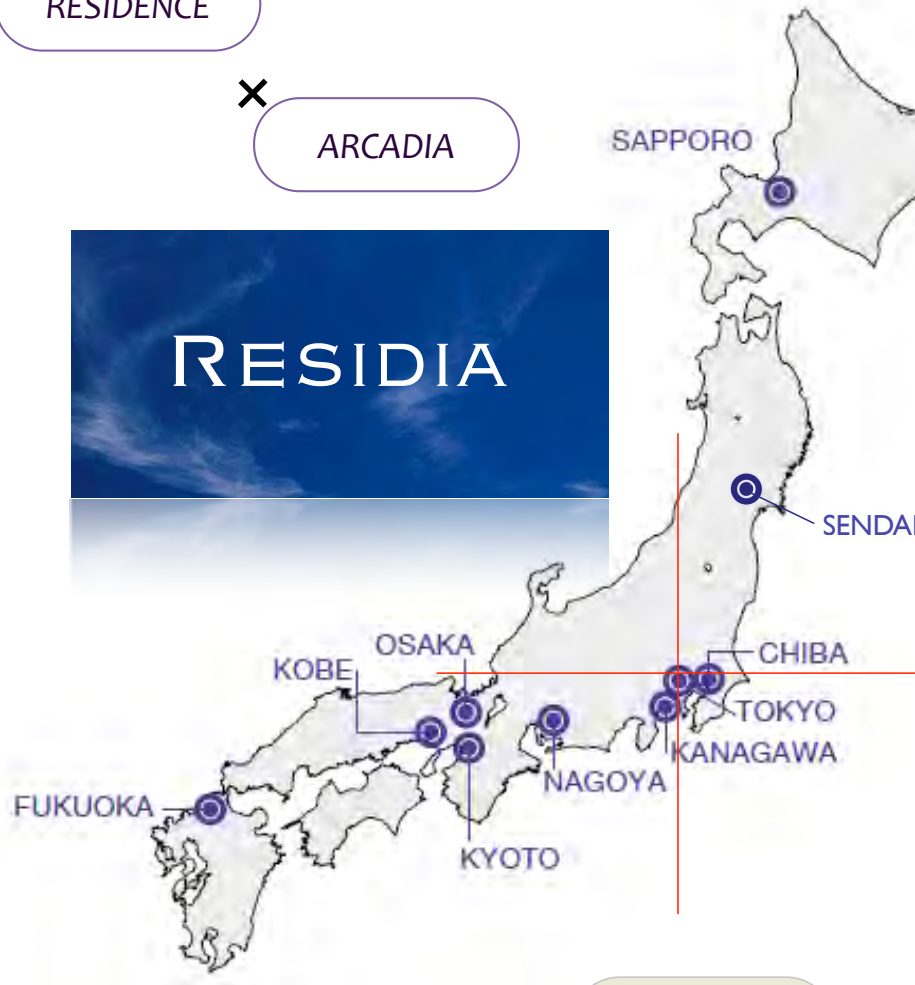 RESIDENCE
×
ARCADIA
SAPPORO
RESIDIA
SENDAI
OSAKA
CHIBA
KOBE
TOKYO
KANAGAWA
NAGOYA
FUKUOKA
KYOTO